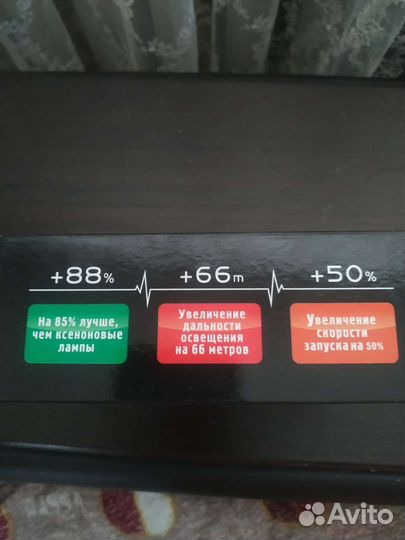 +88% +66m +50%
На 85% лучше,
чем ксеноновые
лампы
Увеличение
дальности
освещения
на 66 метров
Увеличение
скорости
запуска на 50%
Avito